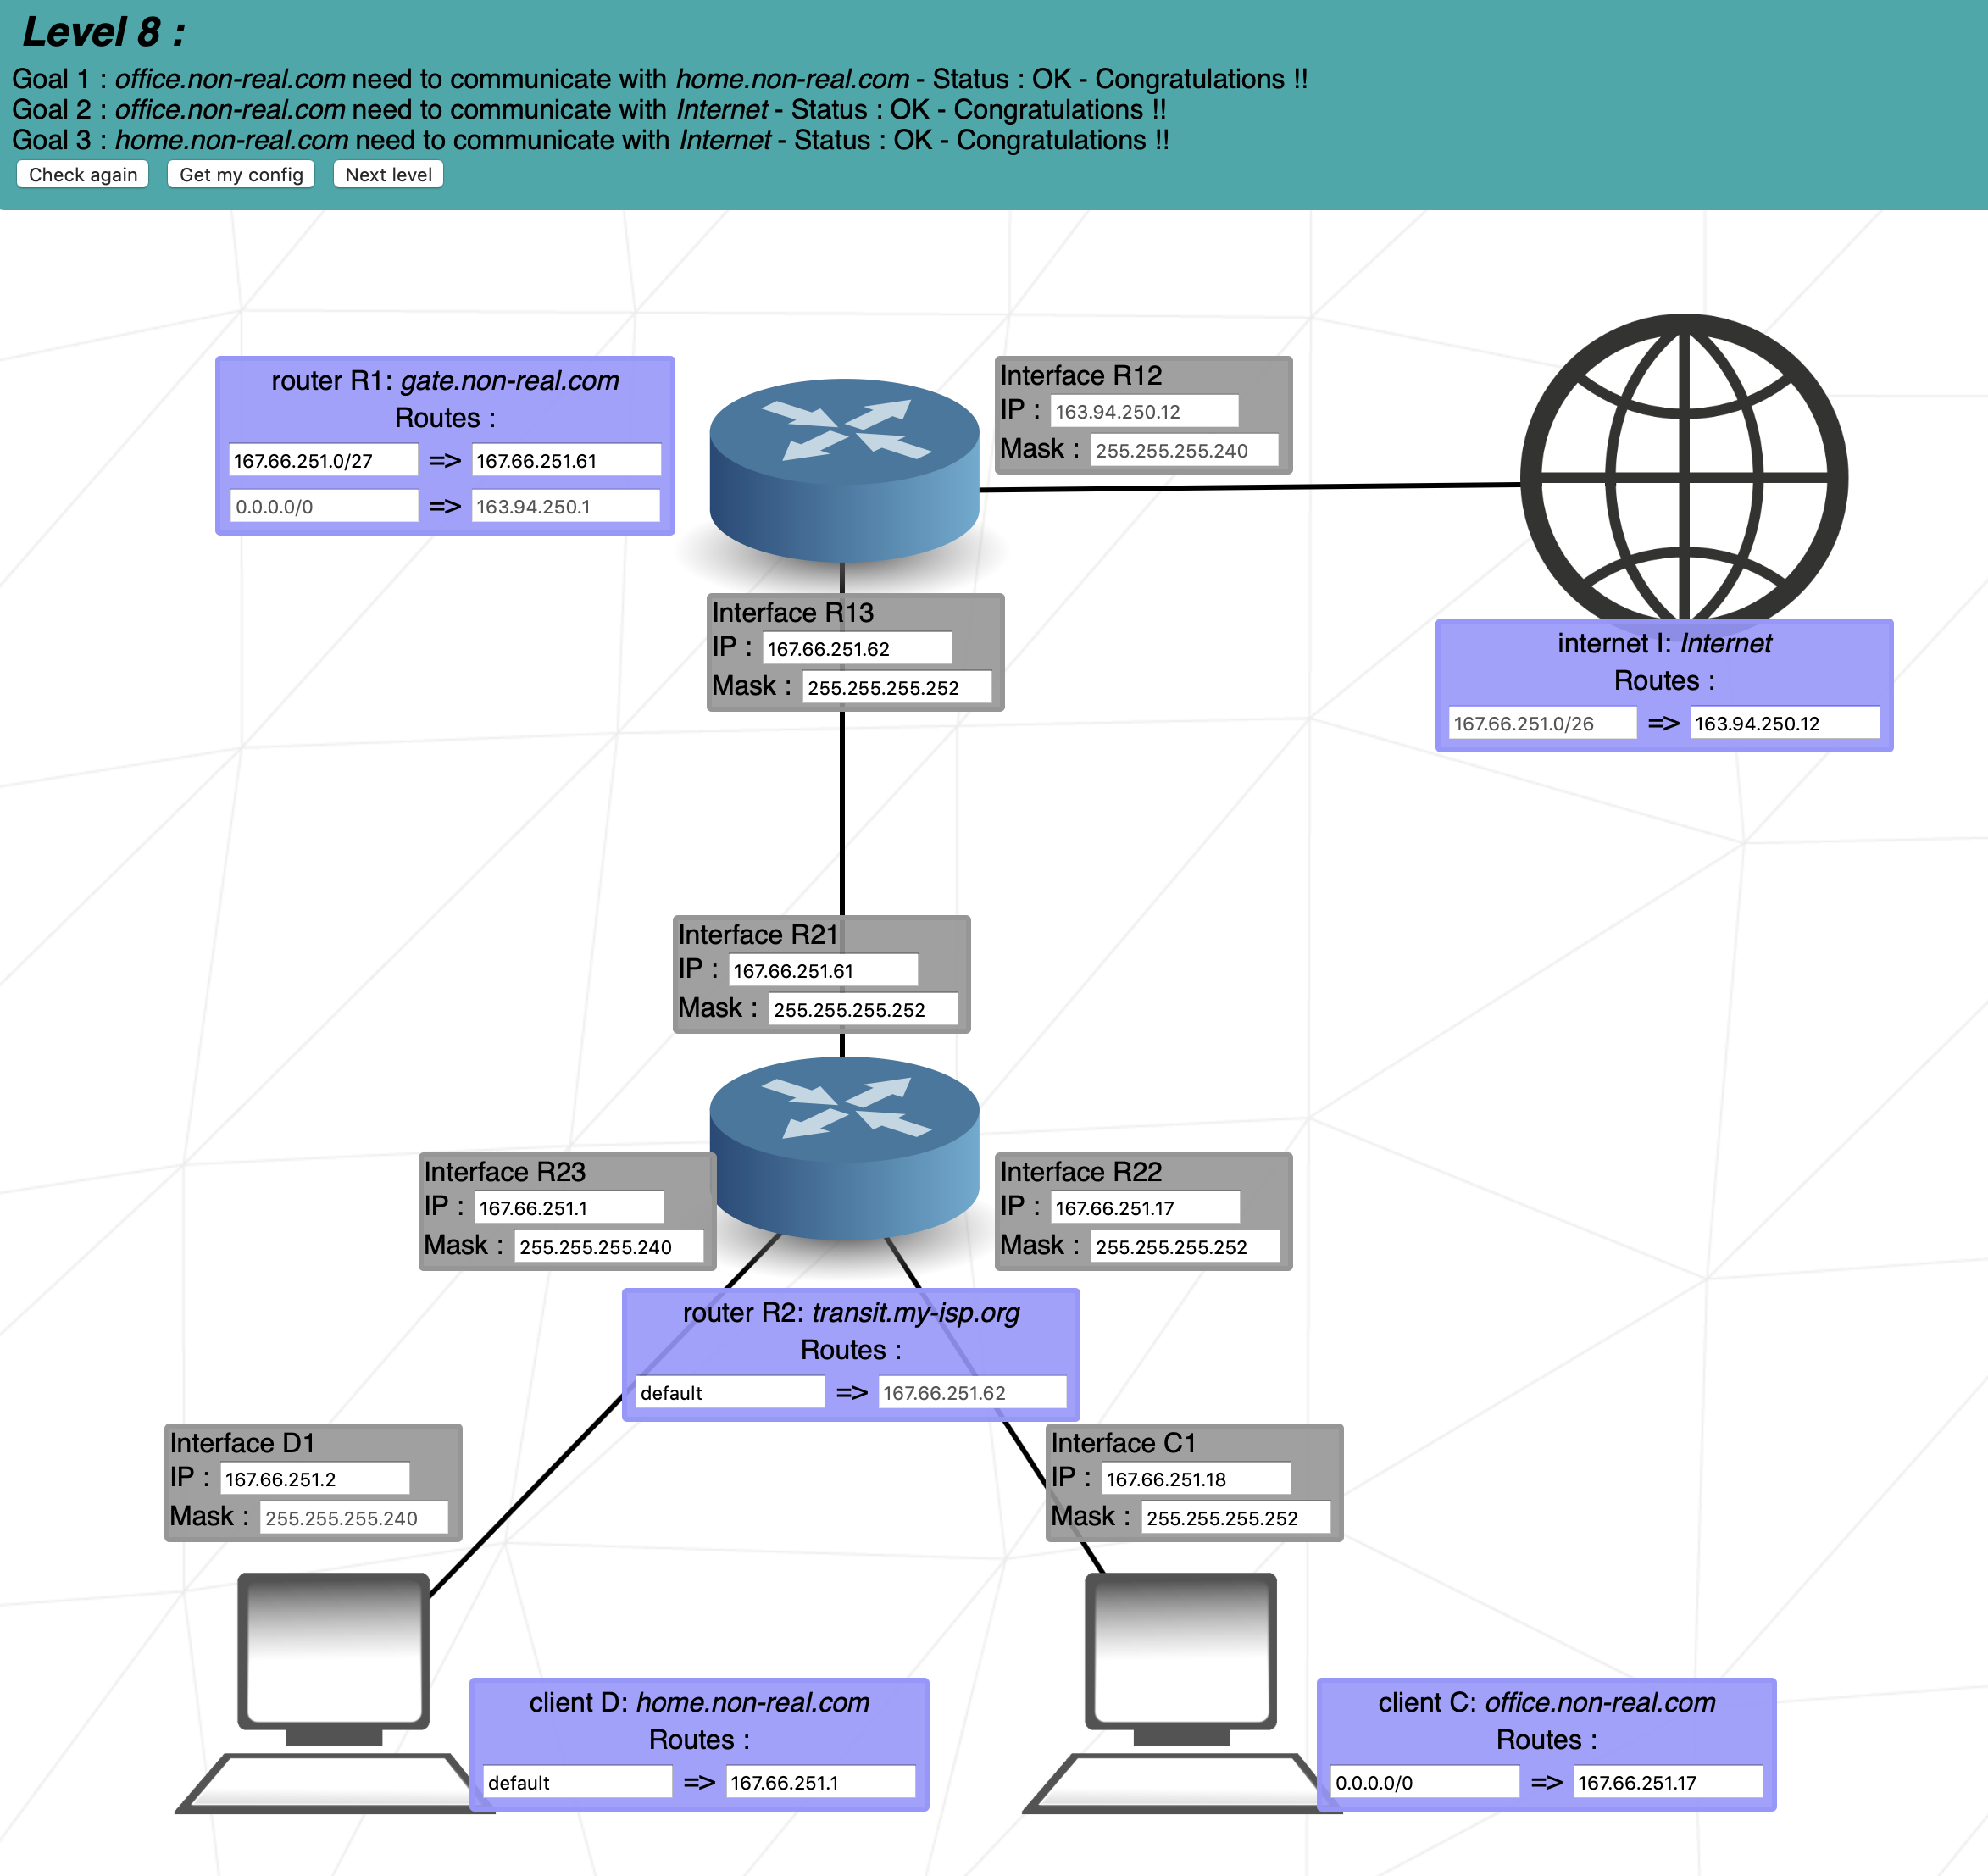 Level 8 :
Goal 1 : office.non-real.com need to communicate with home.non-real.com - Status : OK - Congratulations !!
Goal 2 : office.non-real.com need to communicate with Internet - Status : OK - Congratulations !!
Goal 3 : home.non-real.com need to communicate with Internet - Status : OK - Congratulations !!
Check again Get my config Next level
router R1: gate.non-real.com
Routes :
167.66.251.0/27 => 167.66.251.61
0.0.0.0/0 => 163.94.250.1
Interface R12
IP : 163.94.250.12
Mask : 255.255.255.240
Interface R13
IP : 167.66.251.62
Mask : 255.255.255.252
internet I: Internet
Routes :
167.66.251.0/26 => 163.94.250.12
Interface R21
IP : 167.66.251.61
Mask : 255.255.255.252
Interface R23
IP : 167.66.251.1
Mask : 255.255.255.240
Interface R22
IP : 167.66.251.17
Mask : 255.255.255.252
router R2: transit.my-isp.org
Routes :
default => 167.66.251.62
Interface D1
IP : 167.66.251.2
Mask : 255.255.255.240
Interface C1
IP : 167.66.251.18
Mask : 255.255.255.252
client D: home.non-real.com
Routes :
default => 167.66.251.1
client C: office.non-real.com
Routes :
0.0.0.0/0 => 167.66.251.17